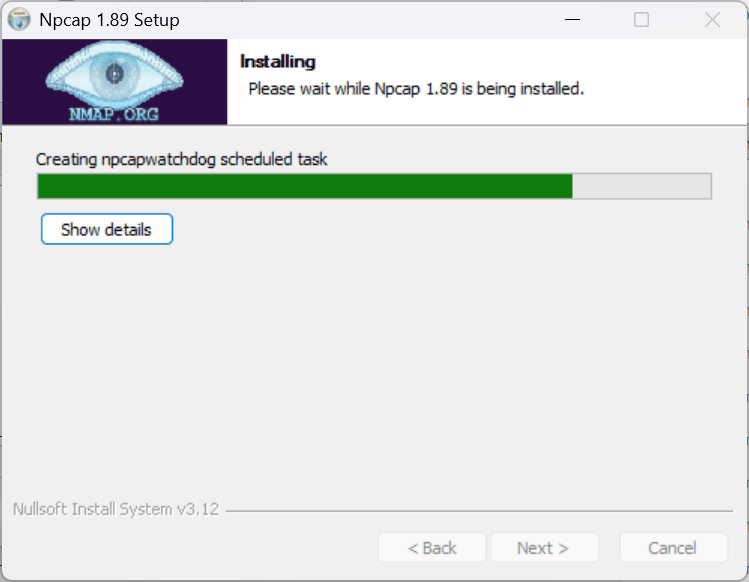 Npcap 1.89 Setup
NMAP.ORG
Installing
Please wait while Npcap 1.89 is being installed.
Creating npcapwatchdog scheduled task
Show details
Nullsoft Install System v3.12
< Back
Next >
Cancel